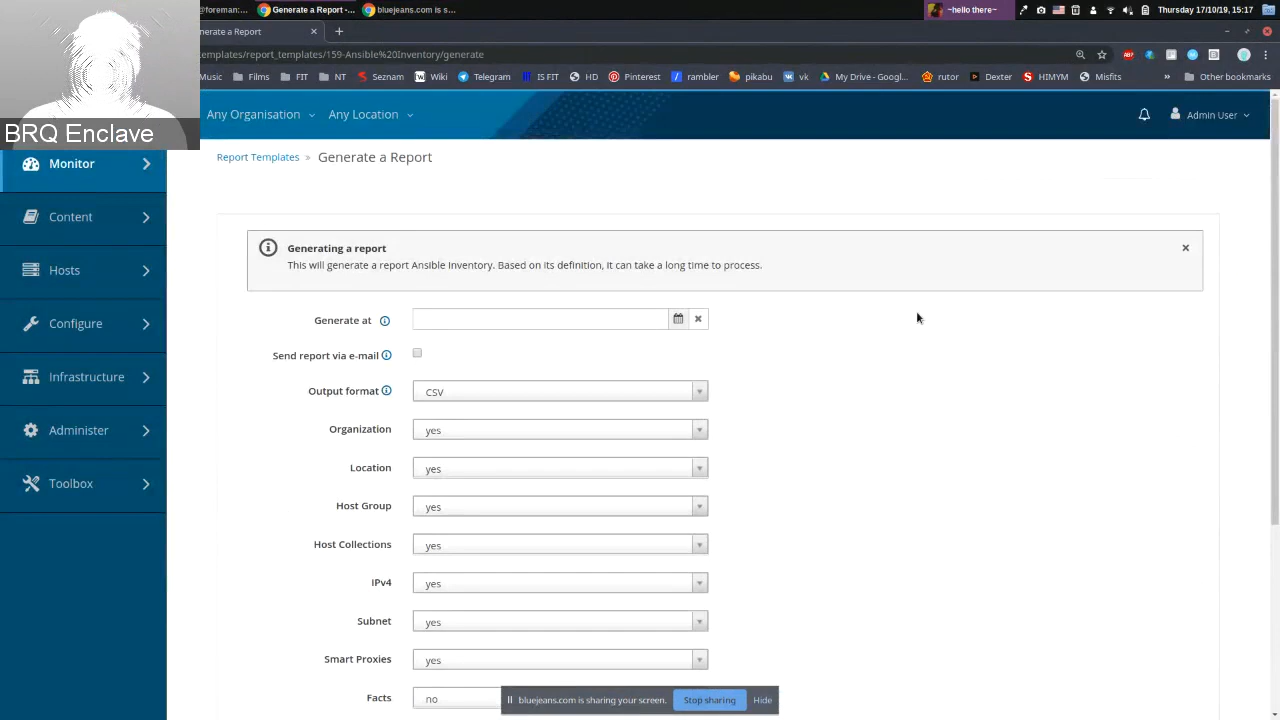 @foreman:...
Generate a Report -
bluejeans.com is s...
~hello there~
Thursday 17/10/19, 15:17
enerate a Report
templates/report_templates/159-Ansible%20Inventory/generate
Music
Films
FIT
NT
Seznam
Wiki
Telegram
IS FIT
HD
Pinterest
rambler
pikabu
vk
My Drive - Googl...
rutor
Dexter
HIMYM
Misfits
»
Other bookmarks
BRQ Enclave
Any Organisation
Any Location
Admin User
Monitor
Content
Hosts
Configure
Infrastructure
Administer
Toolbox
Report Templates » Generate a Report
Generating a report
This will generate a report Ansible Inventory. Based on its definition, it can take a long time to process.
Generate at
Send report via e-mail
Output format
CSV
Organization
yes
Location
yes
Host Group
yes
Host Collections
yes
IPv4
yes
Subnet
yes
Smart Proxies
yes
Facts
no
bluejeans.com is sharing your screen.
Stop sharing
Hide